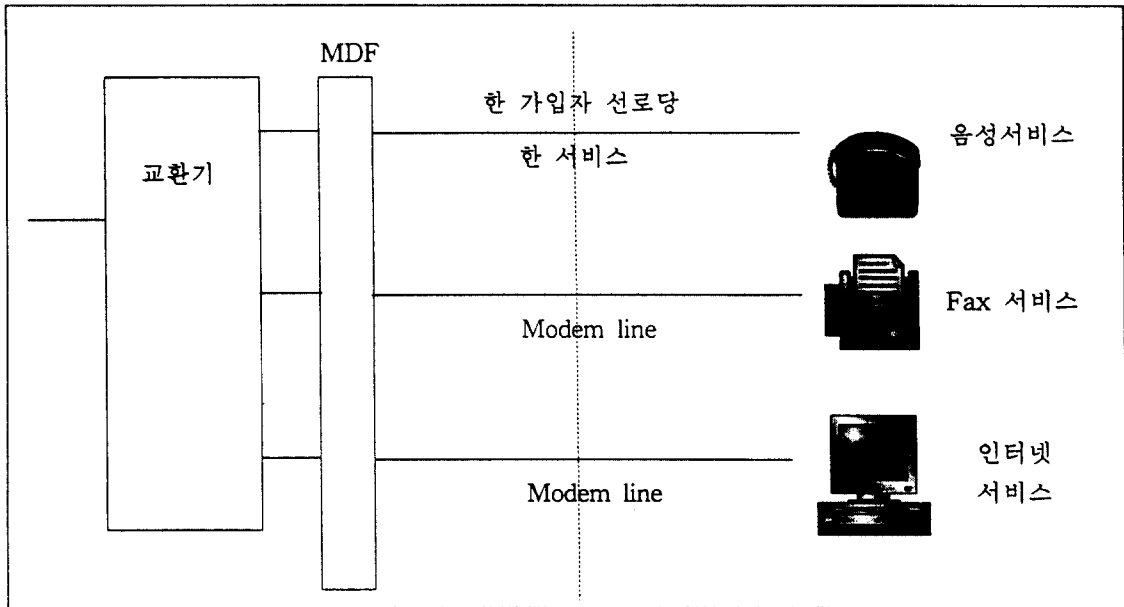 MDF
한 가입자 선로당
한 서비스
음성서비스
교환기
Fax 서비스
Modem line
인터넷
서비스
Modem line